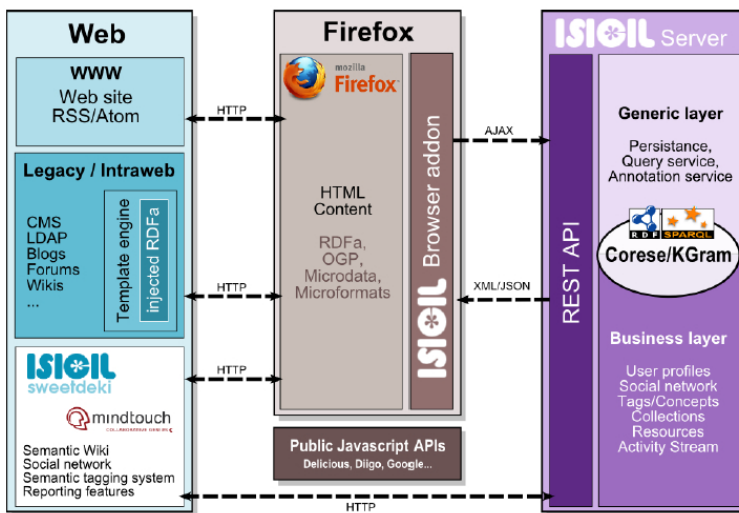 Web
WWW
Web site
RSS/Atom
Legacy / Intraweb
CMS
LDAP
Blogs
Forums
Wikis
...
Template engine
injected RDFa
ISICIL
sweetdeki
mindtouch
Semantic Wiki
Social network
Semantic tagging system
Reporting features
HTTP
HTTP
HTTP
Firefox
mozilla
Firefox
HTML
Content
RDFa,
OGP,
Microdata,
Microformats
ISICIL Browser addon
Public Javascript APIs
Delicious, Diigo, Google...
AJAX
XML/JSON
HTTP
ISICIL Server
REST API
Generic layer
Persistance,
Query service,
Annotation service
RDF SPARQL
Corese/KGram
Business layer
User profiles
Social network
Tags/Concepts
Collections
Resources
Activity Stream